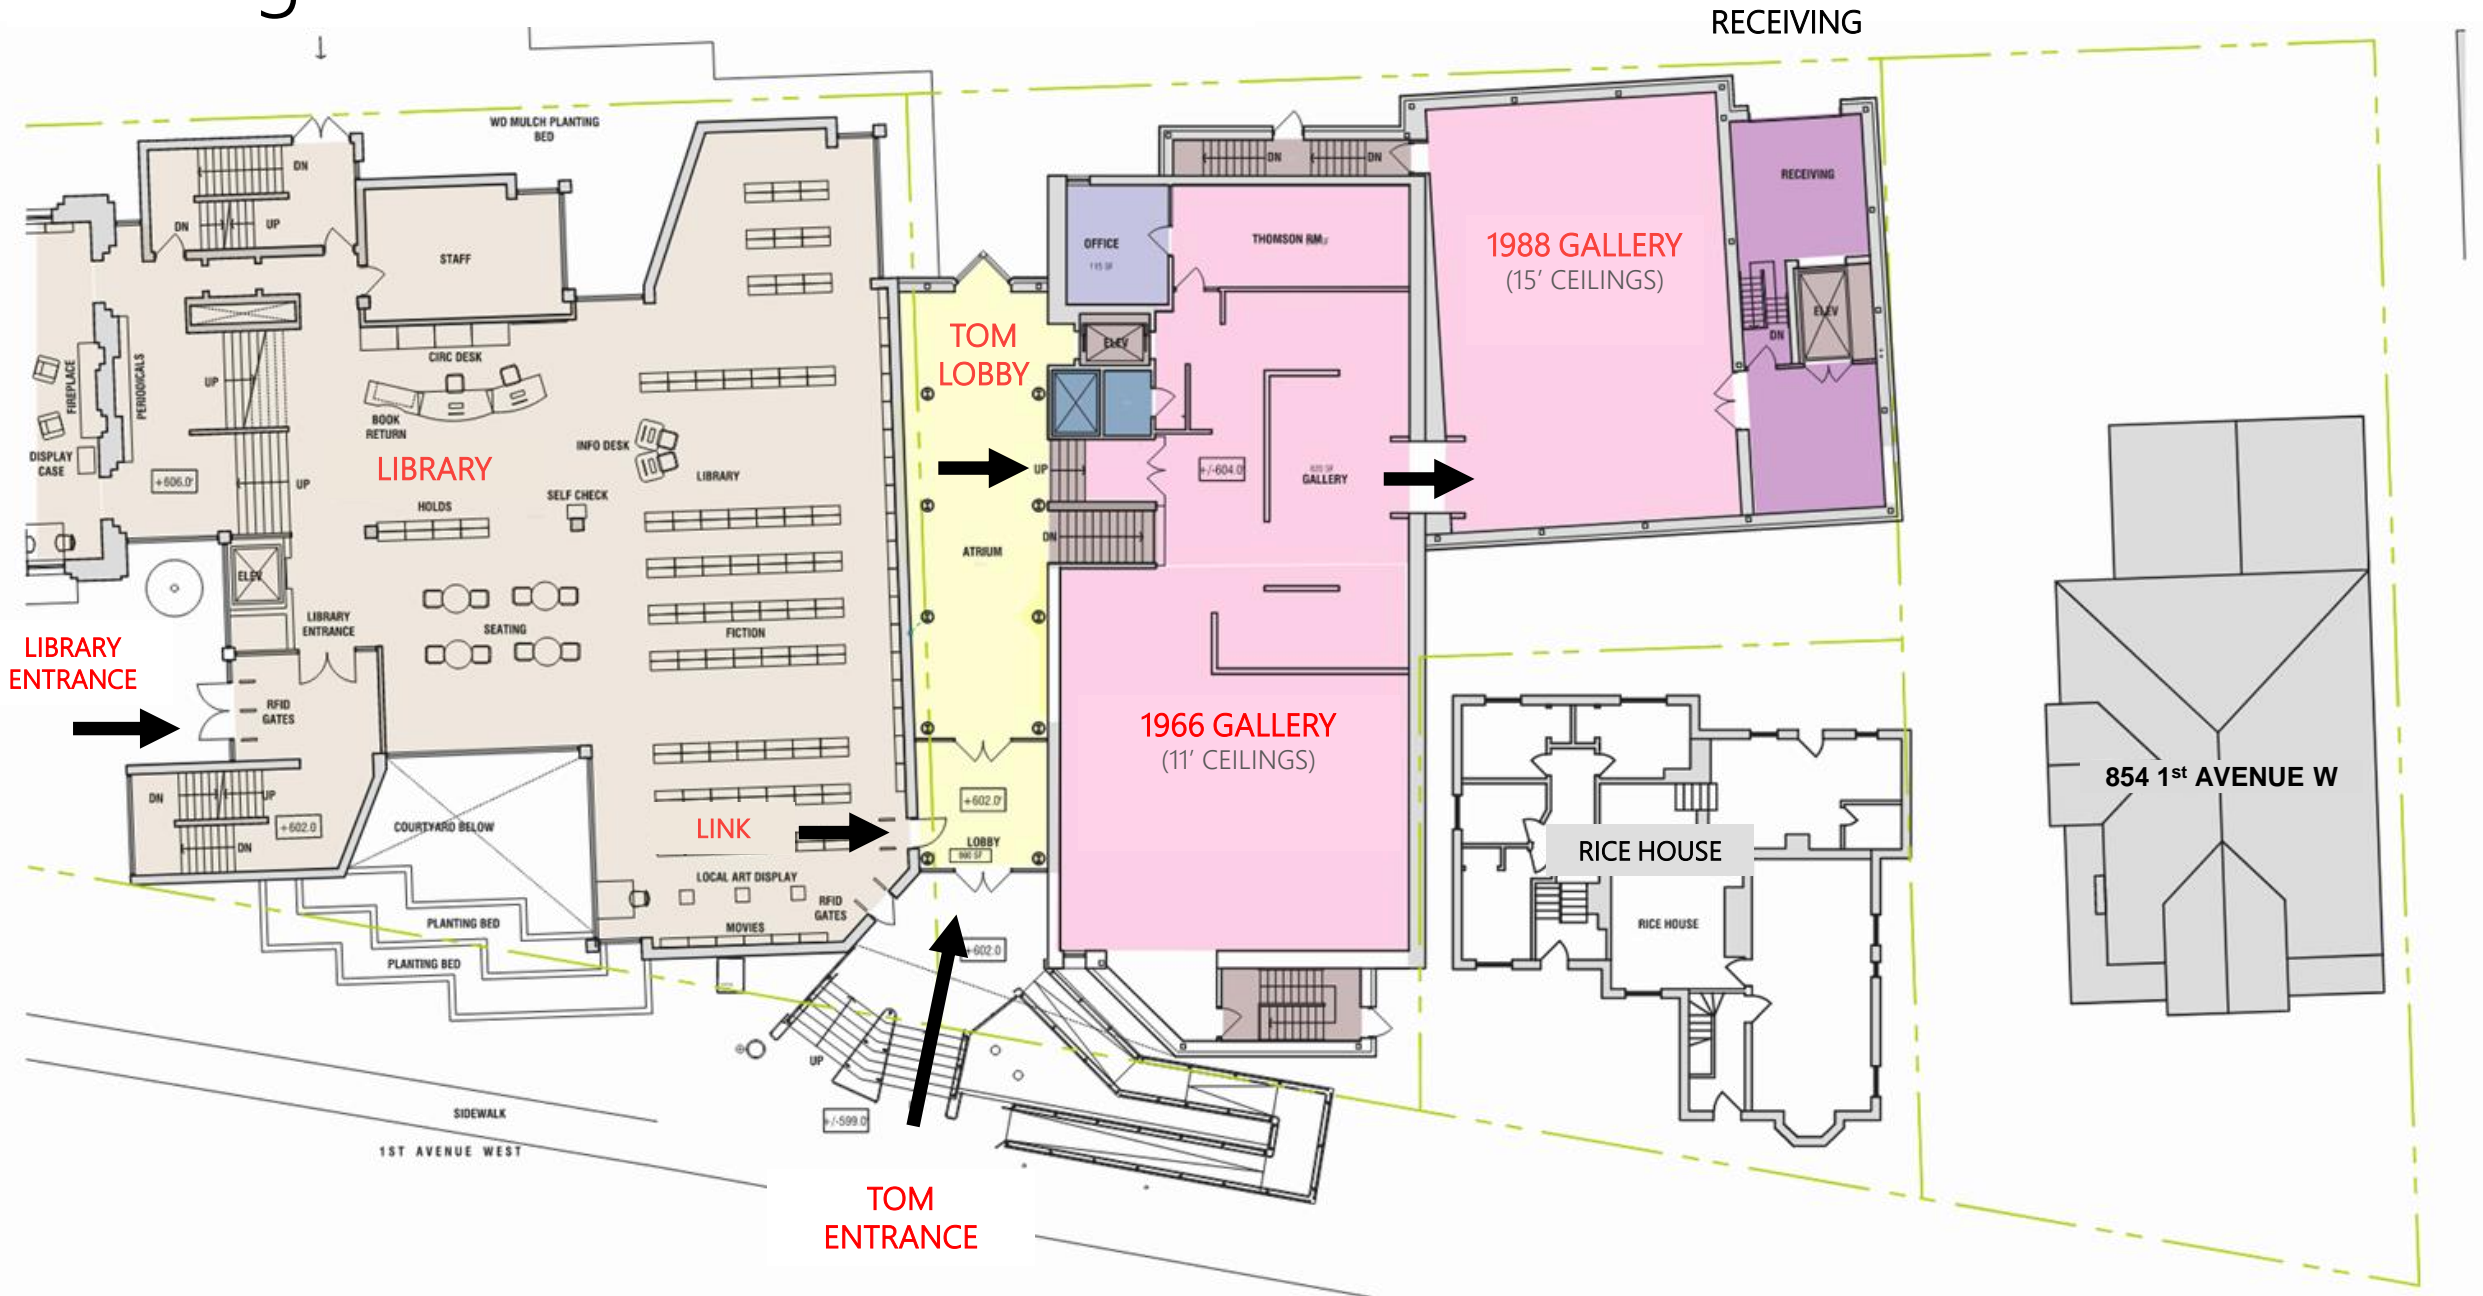 RECEIVING
WD MULCH PLANTING
BED
DN
DN
UP
STAFF
DN
DN
OFFICE
THOMSON RM.
1988 GALLERY
(15' CEILINGS)
RECEIVING
ELEV
DN
TOM
LOBBY
ELEV
CIRC DESK
BOOK
RETURN
FIREPLACE
PERIODICALS
UP
DISPLAY
CASE
+606.0'
UP
LIBRARY
INFO DESK
LIBRARY
SELF CHECK
HOLDS
UP
+/-604.0'
GALLERY
ATRIUM
DN
ELEV
LIBRARY
ENTRANCE
SEATING
FICTION
LIBRARY
ENTRANCE
RFID
GATES
1966 GALLERY
(11' CEILINGS)
854 1st AVENUE W
DN
UP
DN
+602.0
COURTYARD BELOW
LINK
+602.0'
LOBBY
RICE HOUSE
LOCAL ART DISPLAY
RFID
GATES
MOVIES
RICE HOUSE
PLANTING BED
PLANTING BED
+602.0
UP
+/-599.0'
SIDEWALK
1ST AVENUE WEST
TOM
ENTRANCE